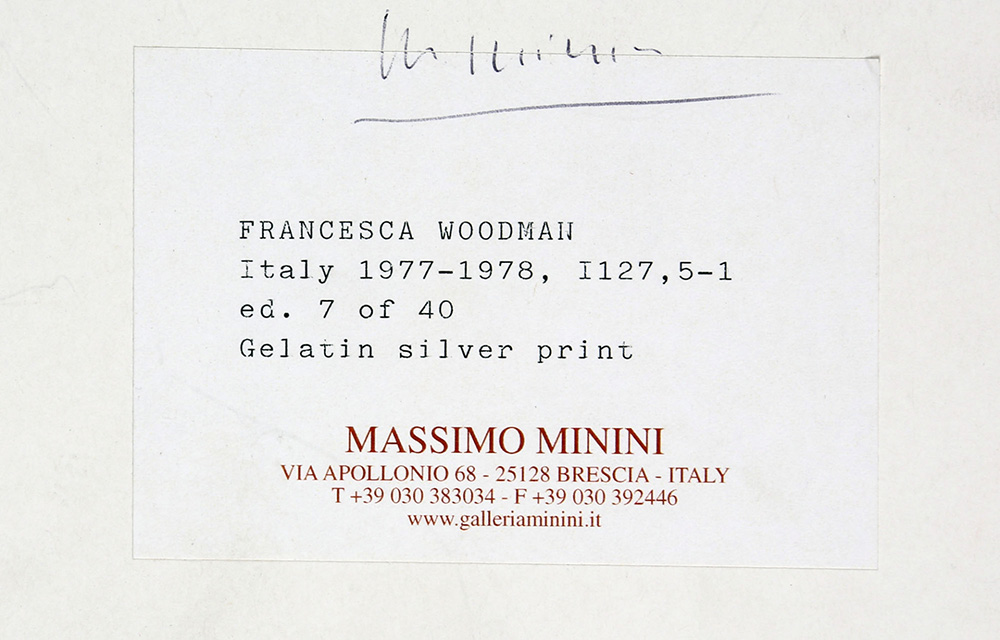 FRANCESCA WOODMAN
Italy 1977-1978, I127,5-1
ed. 7 of 40
Gelatin silver print
MASSIMO MININI
VIA APOLLONIO 68 - 25128 BRESCIA - ITALY
T +39 030 383034 - F +39 030 392446
www.galleriaminini.it